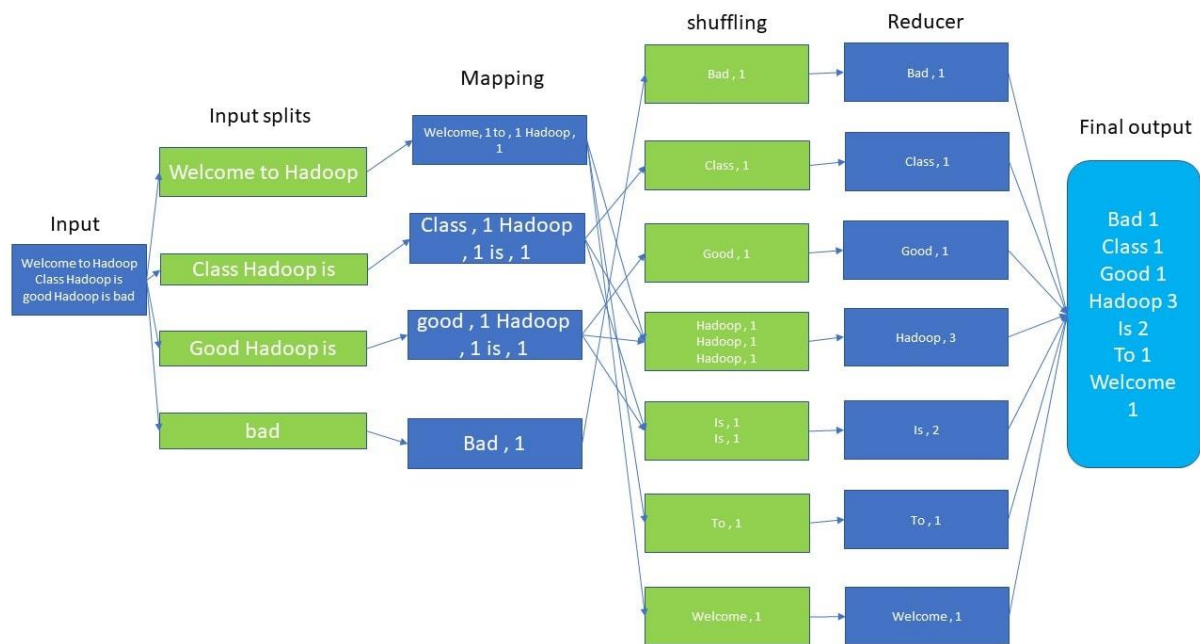 Input
Welcome to Hadoop
Class Hadoop is
good Hadoop is bad
Input splits
Welcome to Hadoop
Class Hadoop is
Good Hadoop is
bad
Mapping
Welcome, 1 to , 1 Hadoop ,
1
Class , 1 Hadoop
, 1 is , 1
good , 1 Hadoop
, 1 is , 1
Bad , 1
shuffling
Bad , 1
Class , 1
Good , 1
Hadoop , 1
Hadoop , 1
Hadoop , 1
Is , 1
Is , 1
To , 1
Welcome , 1
Reducer
Bad , 1
Class , 1
Good , 1
Hadoop , 3
Is , 2
To , 1
Welcome , 1
Final output
Bad 1
Class 1
Good 1
Hadoop 3
Is 2
To 1
Welcome
1